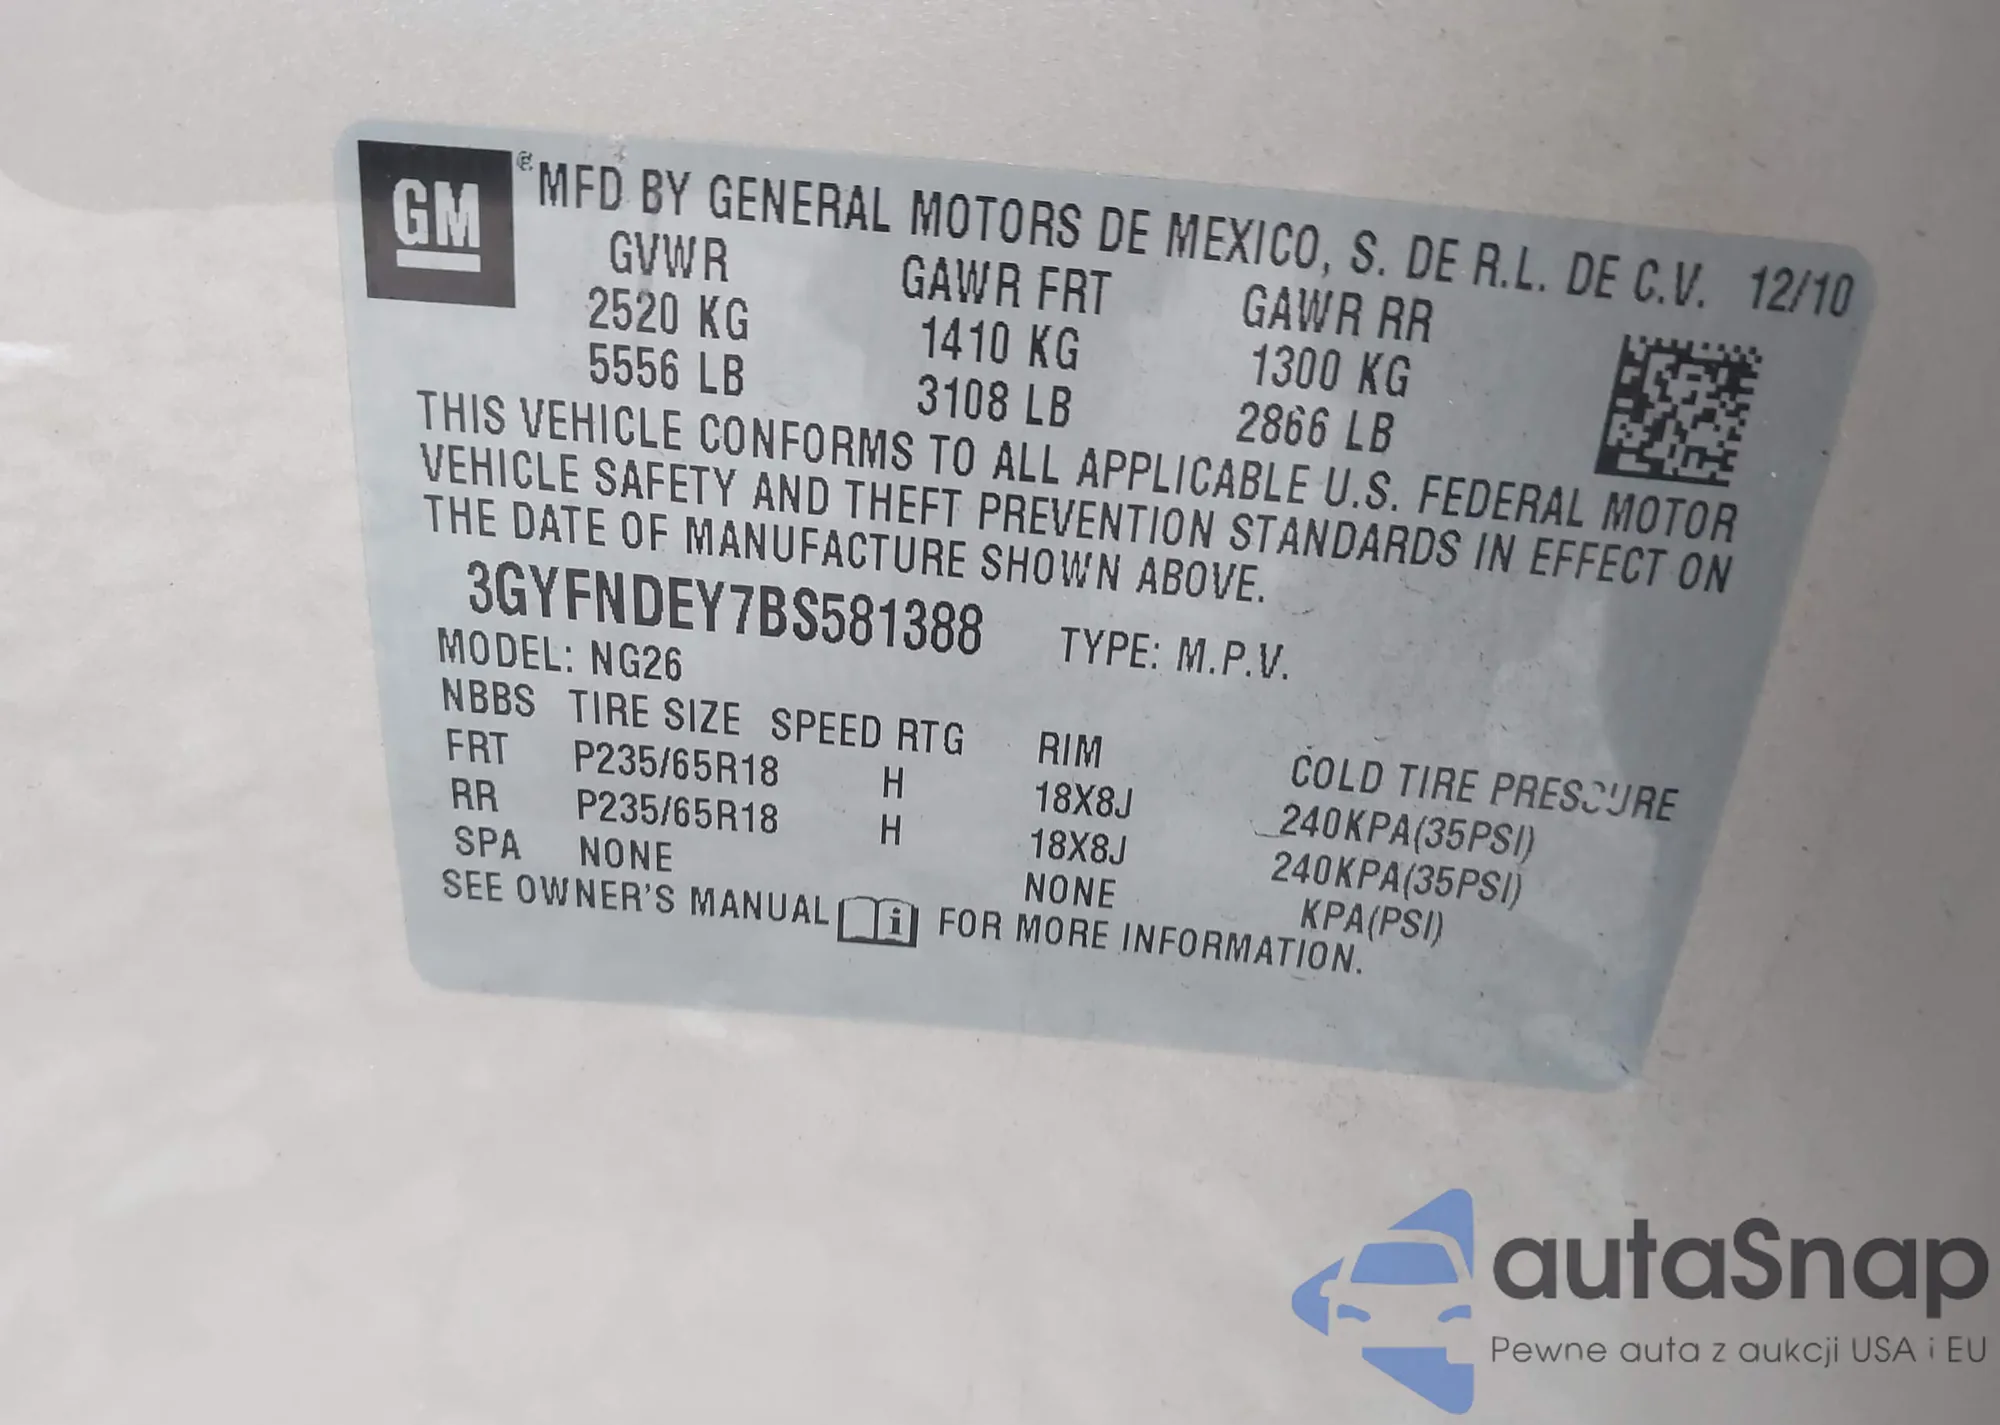 GM® MFD BY GENERAL MOTORS DE MEXICO, S. DE R.L. DE C.V. 12/10
GVWR GAWR FRT GAWR RR
2520 KG 1410 KG 1300 KG
5556 LB 3108 LB 2866 LB
THIS VEHICLE CONFORMS TO ALL APPLICABLE U.S. FEDERAL MOTOR
VEHICLE SAFETY AND THEFT PREVENTION STANDARDS IN EFFECT ON
THE DATE OF MANUFACTURE SHOWN ABOVE.
3GYFNDEY7BS581388 TYPE: M.P.V.
MODEL: NG26
NBBS TIRE SIZE SPEED RTG RIM COLD TIRE PRESSURE
FRT P235/65R18 H 18X8J 240KPA(35PSI)
RR P235/65R18 H 18X8J 240KPA(35PSI)
SPA NONE NONE KPA(PSI)
SEE OWNER'S MANUAL i FOR MORE INFORMATION.
autaSnap
Pewne auta z aukcji USA i EU